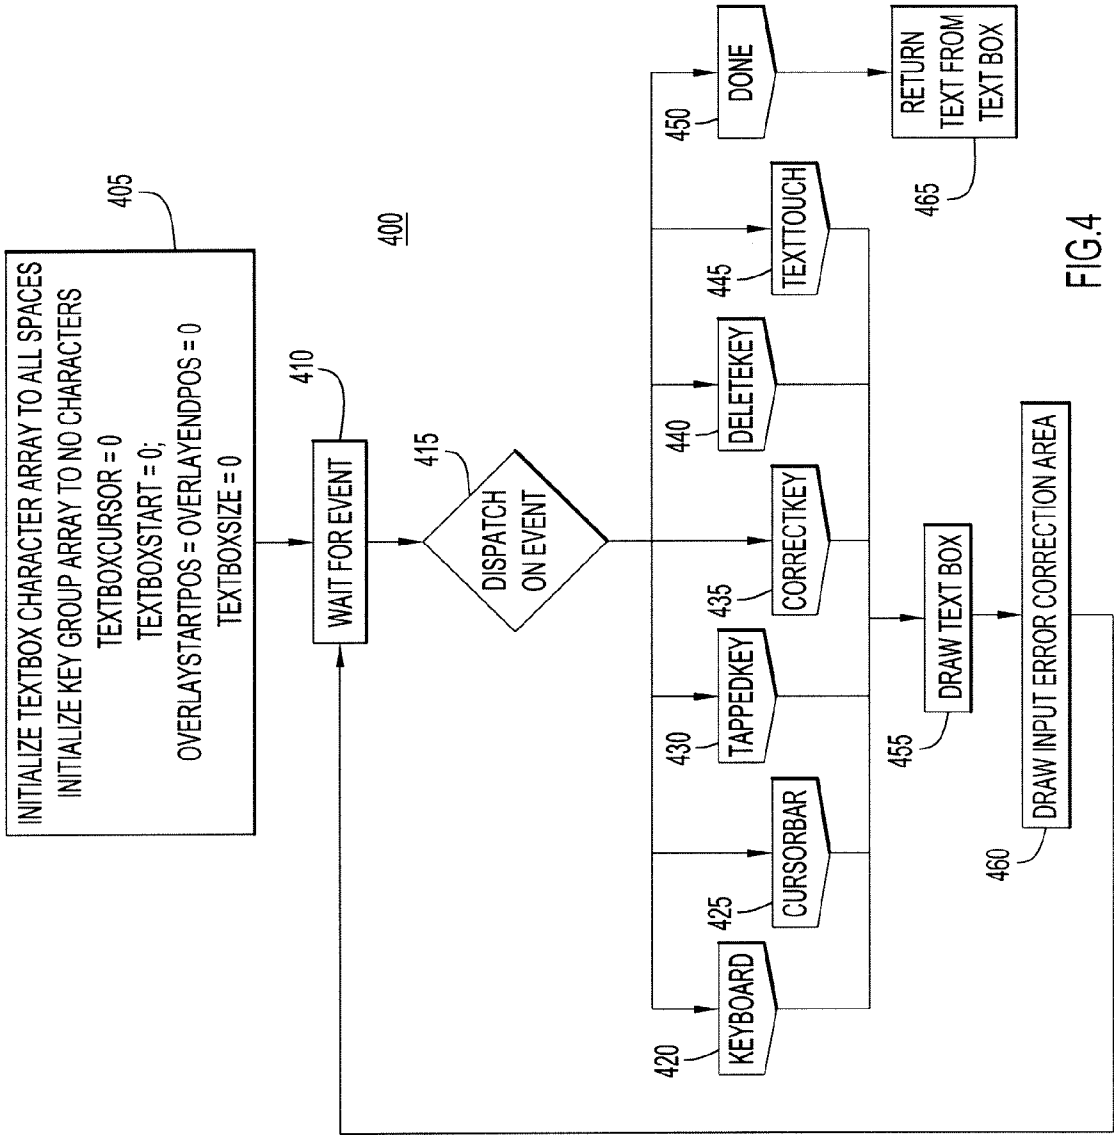 INITIALIZE TEXTBOX CHARACTER ARRAY TO ALL SPACES
INITIALIZE KEY GROUP ARRAY TO NO CHARACTERS
TEXTBOXCURSOR = 0
TEXTBOXSTART = 0;
OVERLAYSTARTPOS = OVERLAYENDPOS = 0
TEXTBOXSIZE = 0
405
400
WAIT FOR EVENT
410
DISPATCH
ON EVENT
415
420
KEYBOARD
425
CURSORBAR
430
TAPPEDKEY
435
CORRECTKEY
440
DELETEKEY
445
TEXTTOUCH
450
DONE
455
DRAW TEXT BOX
460
DRAW INPUT ERROR CORRECTION AREA
465
RETURN
TEXT FROM
TEXT BOX
FIG.4